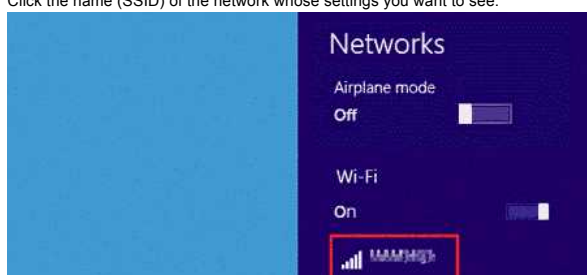 Click the name (SSID) of the network whose settings you want to see.
Networks
Airplane mode
Off
Wi-Fi
On